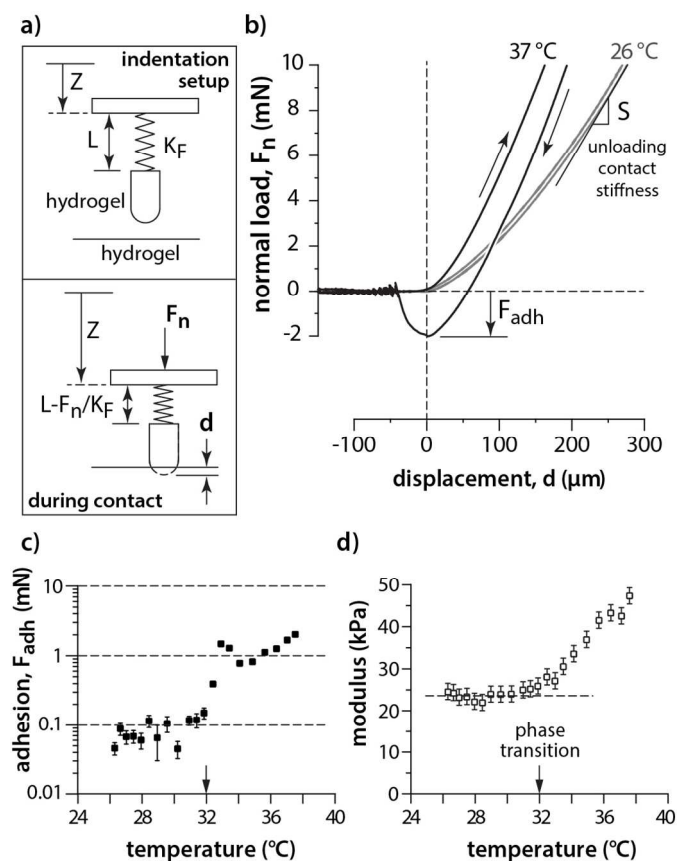 a)
indentation
setup
Z
L
K_F
hydrogel
hydrogel
Z
F_n
L-F_n/K_F
d
during contact
b)
normal load, F_n (mN)
10
8
6
4
2
0
-2
37 °C
26 °C
S
unloading
contact
stiffness
F_adh
-100
0
100
200
300
displacement, d (μm)
c)
adhesion, F_adh (mN)
10
1
0.1
0.01
24
28
32
36
40
temperature (°C)
d)
modulus (kPa)
50
40
30
20
10
0
phase
transition
24
28
32
36
40
temperature (°C)